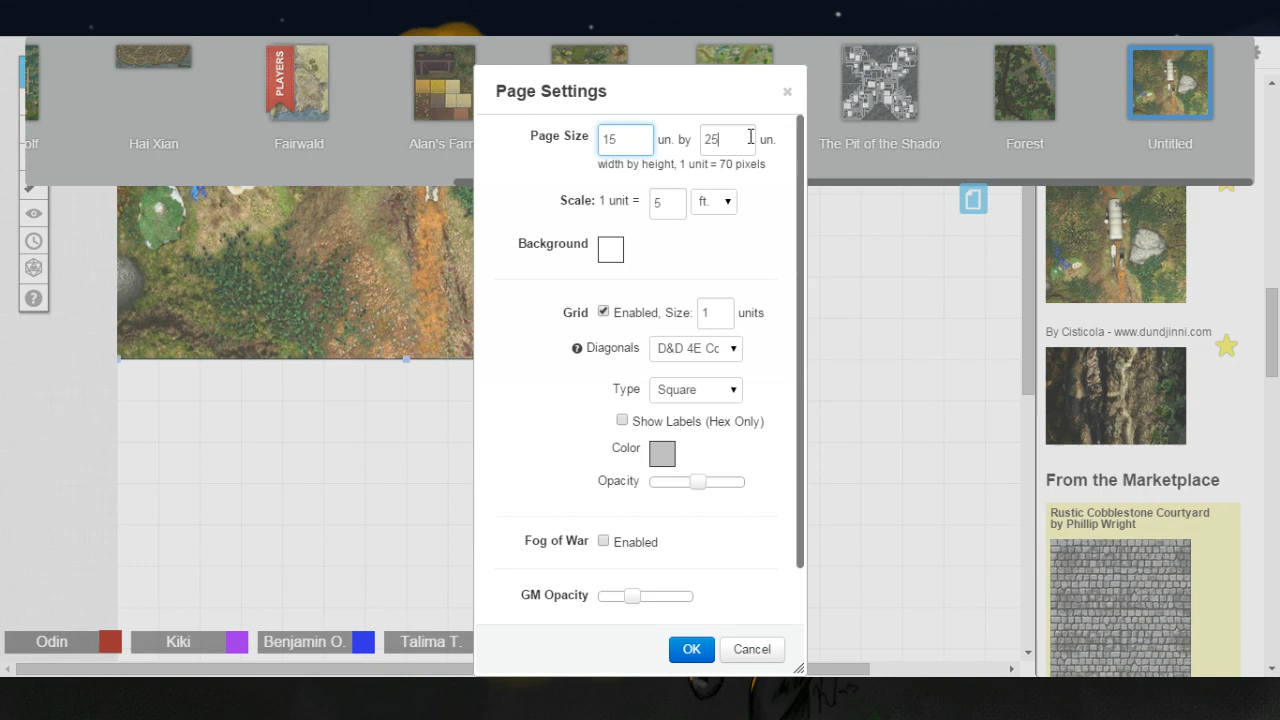 PLAYERS
olf
Hai Xian
Fairwald
Alan's Farm
The Pit of the Shado
Forest
Untitled
Page Settings
×
Page Size 15 un. by 25 un.
width by height, 1 unit = 70 pixels
Scale: 1 unit = 5 ft.
Background
Grid Enabled, Size: 1 units
? Diagonals D&D 4E Co
Type Square
Show Labels (Hex Only)
Color
Opacity
Fog of War Enabled
GM Opacity
OK Cancel
?
By Cisticola - www.dundjinni.com
From the Marketplace
Rustic Cobblestone Courtyard
by Phillip Wright
Odin
Kiki
Benjamin O.
Talima T.